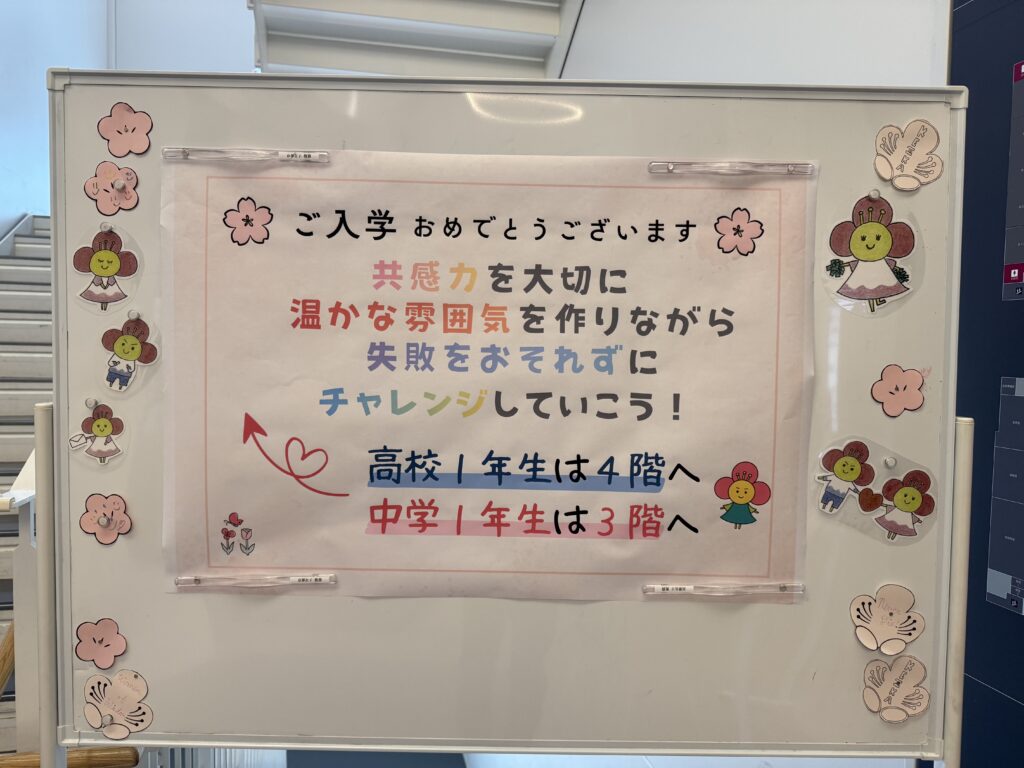 ご入学 おめでとうございます
共感力を大切に
温かな雰囲気を作りながら
失敗をおそれずに
チャレンジしていこう！
高校１年生は４階へ
中学１年生は３階へ